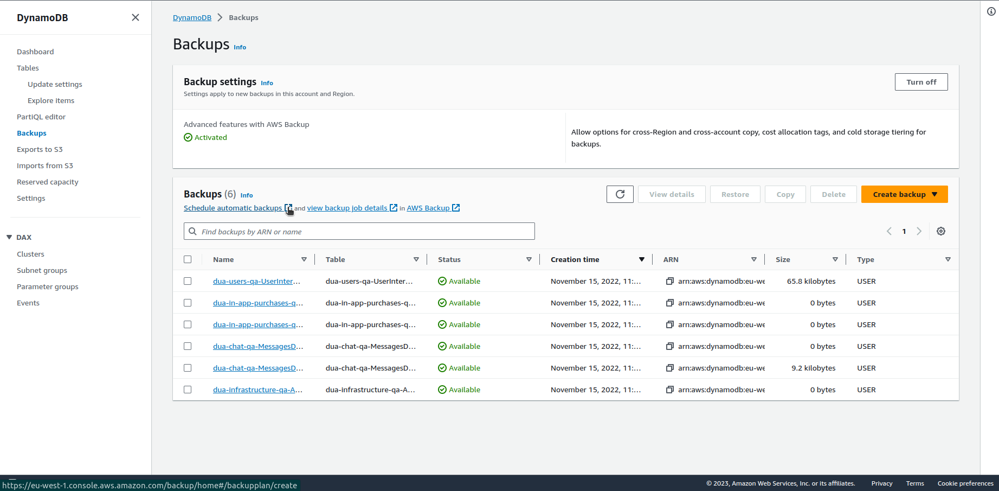 DynamoDB
Dashboard
Tables
Update settings
Explore items
PartiQL editor
Backups
Exports to S3
Imports from S3
Reserved capacity
Settings
DAX
Clusters
Subnet groups
Parameter groups
Events
DynamoDB > Backups
Backups Info
Backup settings Info
Settings apply to new backups in this account and Region.
Turn off
Advanced features with AWS Backup
Activated
Allow options for cross-Region and cross-account copy, cost allocation tags, and cold storage tiering for
backups.
Backups (6) Info
Schedule automatic backups and view backup job details in AWS Backup
View details Restore Copy Delete Create backup
Find backups by ARN or name
1
Name Table Status Creation time ARN Size Type
dua-users-qa-UserInter... dua-users-qa-UserInter... Available November 15, 2022, 11:... arn:aws:dynamodb:eu-we 65.8 kilobytes USER
dua-in-app-purchases-q... dua-in-app-purchases-q... Available November 15, 2022, 11:... arn:aws:dynamodb:eu-we 0 bytes USER
dua-in-app-purchases-q... dua-in-app-purchases-q... Available November 15, 2022, 11:... arn:aws:dynamodb:eu-we 0 bytes USER
dua-chat-qa-MessagesD... dua-chat-qa-MessagesD... Available November 15, 2022, 11:... arn:aws:dynamodb:eu-we 0 bytes USER
dua-chat-qa-MessagesD... dua-chat-qa-MessagesD... Available November 15, 2022, 11:... arn:aws:dynamodb:eu-we 9.2 kilobytes USER
dua-infrastructure-qa-A... dua-infrastructure-qa-A... Available November 15, 2022, 11:... arn:aws:dynamodb:eu-we 0 bytes USER
https://eu-west-1.console.aws.amazon.com/backup/home#/backupplan/create
© 2023, Amazon Web Services, Inc. or its affiliates. Privacy Terms Cookie preferences